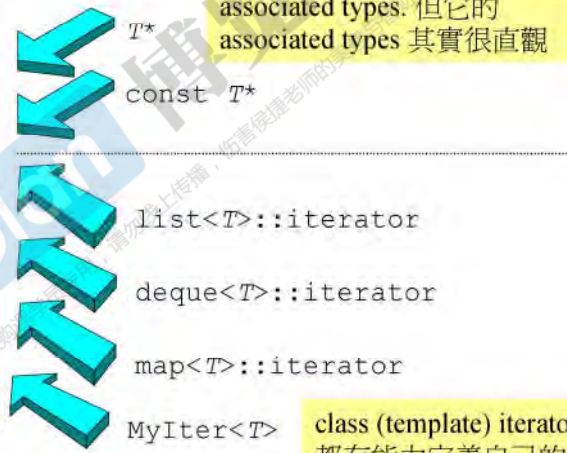 associated types. 但它的
associated types 其實很直觀
T*
const T*
list<T>::iterator
deque<T>::iterator
map<T>::iterator
MyIter<T>
class (template) iterato